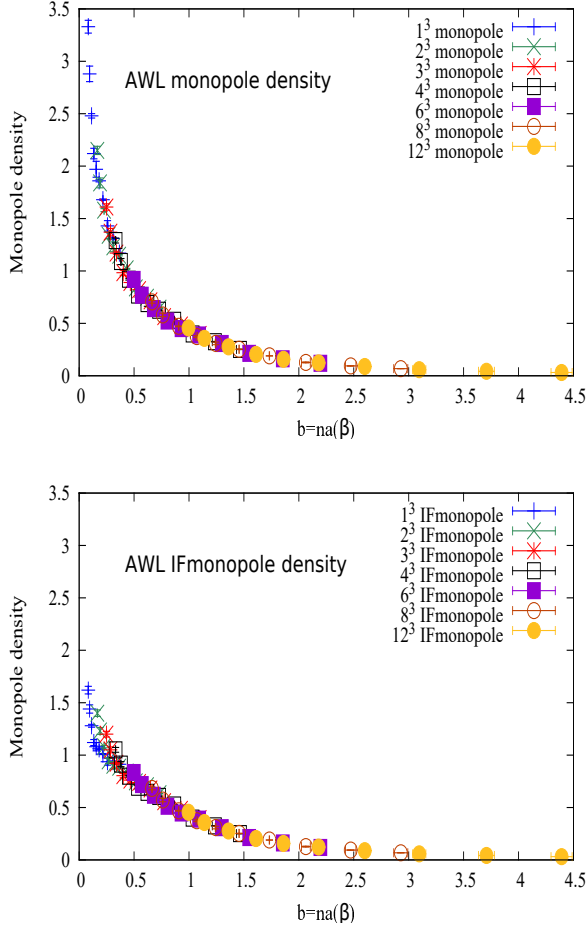 3.5
3
2.5
2
1.5
1
0.5
0
Monopole density
AWL monopole density
1³ monopole
2³ monopole
3³ monopole
4³ monopole
6³ monopole
8³ monopole
12³ monopole
0 0.5 1 1.5 2 2.5 3 3.5 4 4.5
b=na(β)
3.5
3
2.5
2
1.5
1
0.5
0
Monopole density
AWL IFmonopole density
1³ IFmonopole
2³ IFmonopole
3³ IFmonopole
4³ IFmonopole
6³ IFmonopole
8³ IFmonopole
12³ IFmonopole
0 0.5 1 1.5 2 2.5 3 3.5 4 4.5
b=na(β)